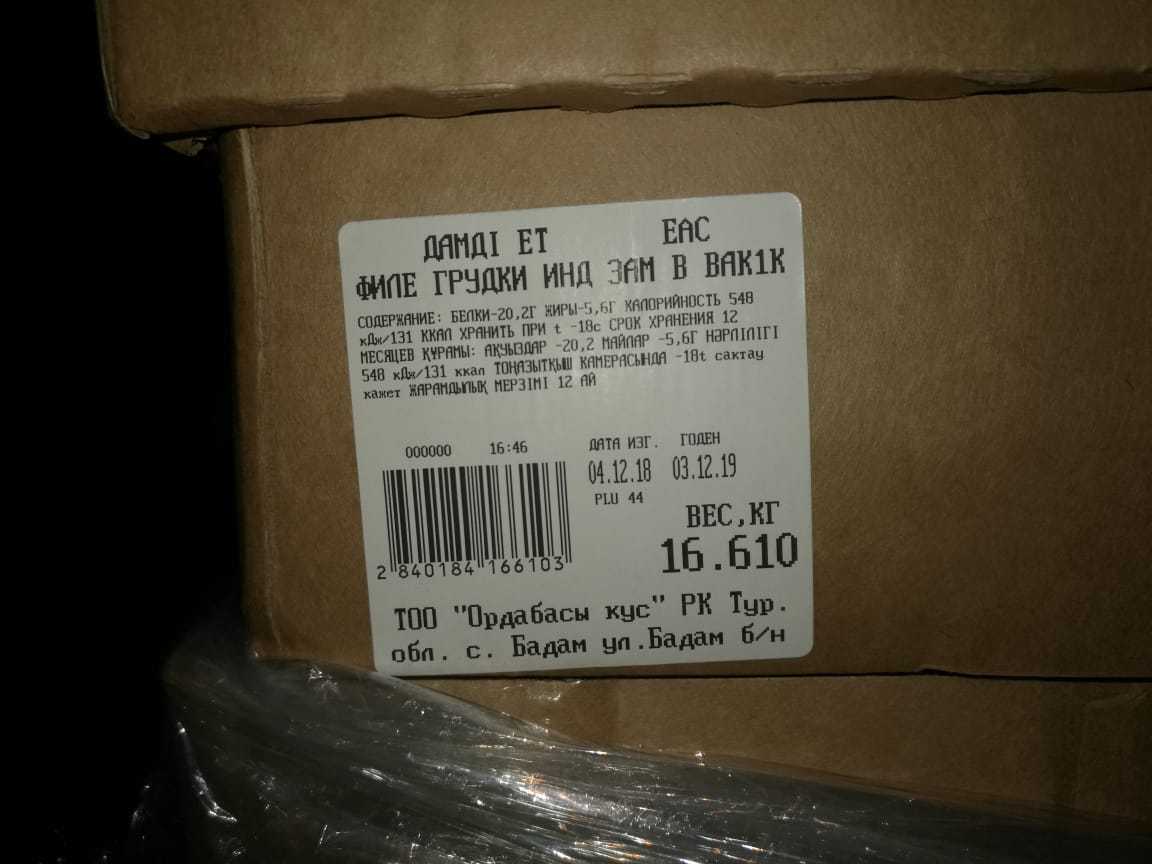 ДАМДІ ЕТ ЕАС
ФИЛЕ ГРУДКИ ИНД ЗАМ В ВАК1К
СОДЕРЖАНИЕ: БЕЛКИ-20,2Г ЖИРЫ-5,6Г КАЛОРИЙНОСТЬ 548
кДж/131 ККАЛ ХРАНИТЬ ПРИ t -18с СРОК ХРАНЕНИЯ 12
МЕСЯЦЕВ ҚҰРАМЫ: АҚУЫЗДАР -20,2 МАЙЛАР -5,6Г НӘРЛІЛІГІ
548 кДж/131 ккал ТОҢАЗЫТҚЫШ КАМЕРАСЫНДА -18t сактау
кажет ЖАРАМДЫЛЫҚ МЕРЗІМІ 12 АЙ
000000 16:46
ДАТА ИЗГ. ГОДЕН
04.12.18 03.12.19
PLU 44
ВЕС,КГ
16.610
2 840184 166103
ТОО "Ордабасы кус" РК Тур.
обл. с. Бадам ул.Бадам б/н